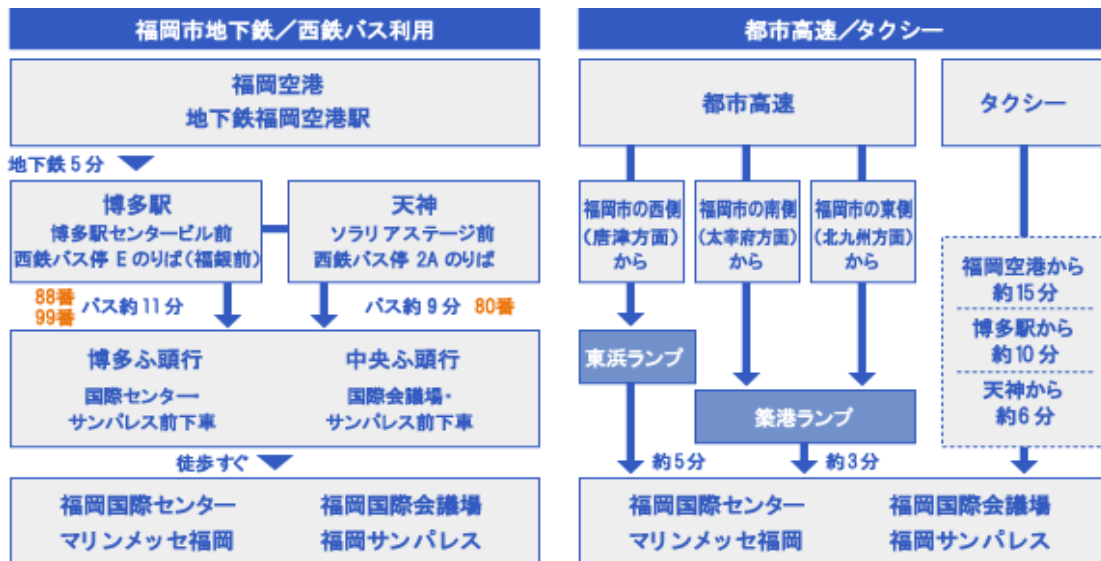 福岡市地下鉄／西鉄バス利用
福岡空港
地下鉄福岡空港駅
地下鉄5分
博多駅
博多駅センタービル前
西鉄バス停 E のりば(福銀前)
天神
ソラリアステージ前
西鉄バス停 2A のりば
88番
99番
バス約11分
バス約9分 80番
博多ふ頭行
国際センター・
サンパレス前下車
中央ふ頭行
国際会議場・
サンパレス前下車
徒歩すぐ
福岡国際センター
福岡国際会議場
マリンメッセ福岡
福岡サンパレス
都市高速／タクシー
都市高速
タクシー
福岡市の西側
(唐津方面)
から
福岡市の南側
(太宰府方面)
から
福岡市の東側
(北九州方面)
から
東浜ランプ
築港ランプ
約5分
約3分
福岡空港から
約15分
博多駅から
約10分
天神から
約6分
福岡国際センター
福岡国際会議場
マリンメッセ福岡
福岡サンパレス